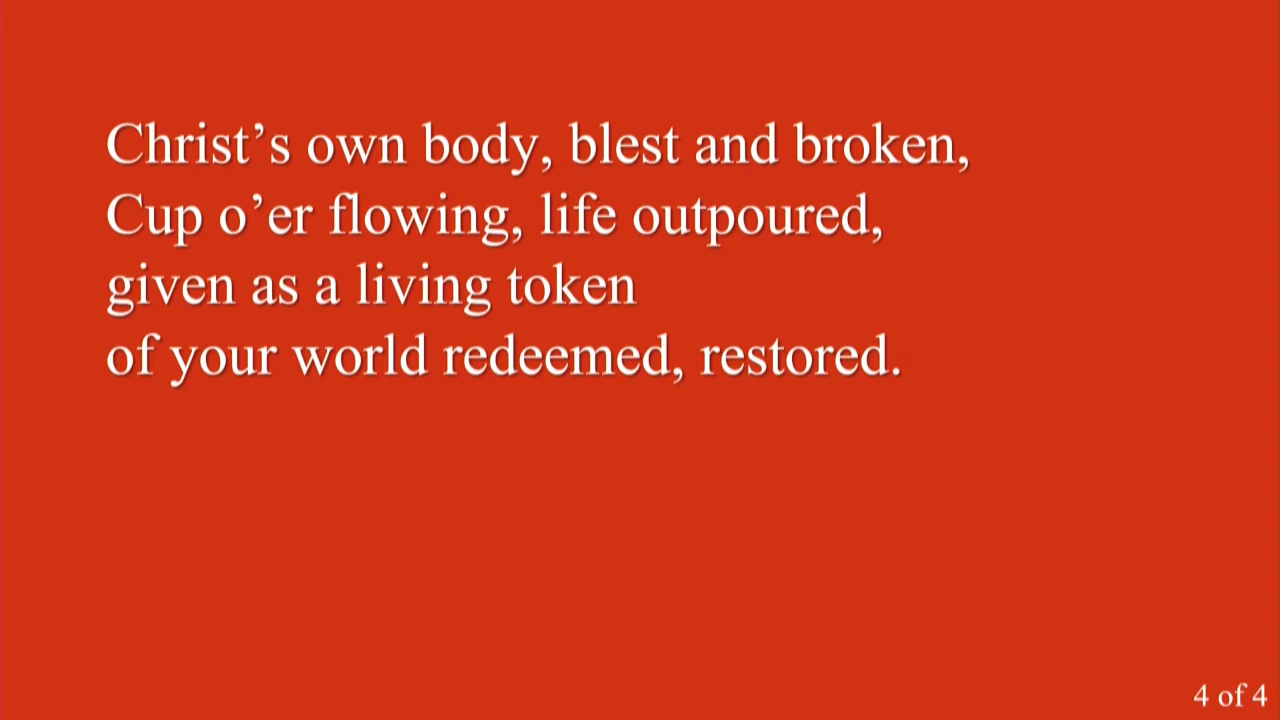 Christ’s own body, blest and broken,
Cup o’er flowing, life outpoured,
given as a living token
of your world redeemed, restored.
4 of 4